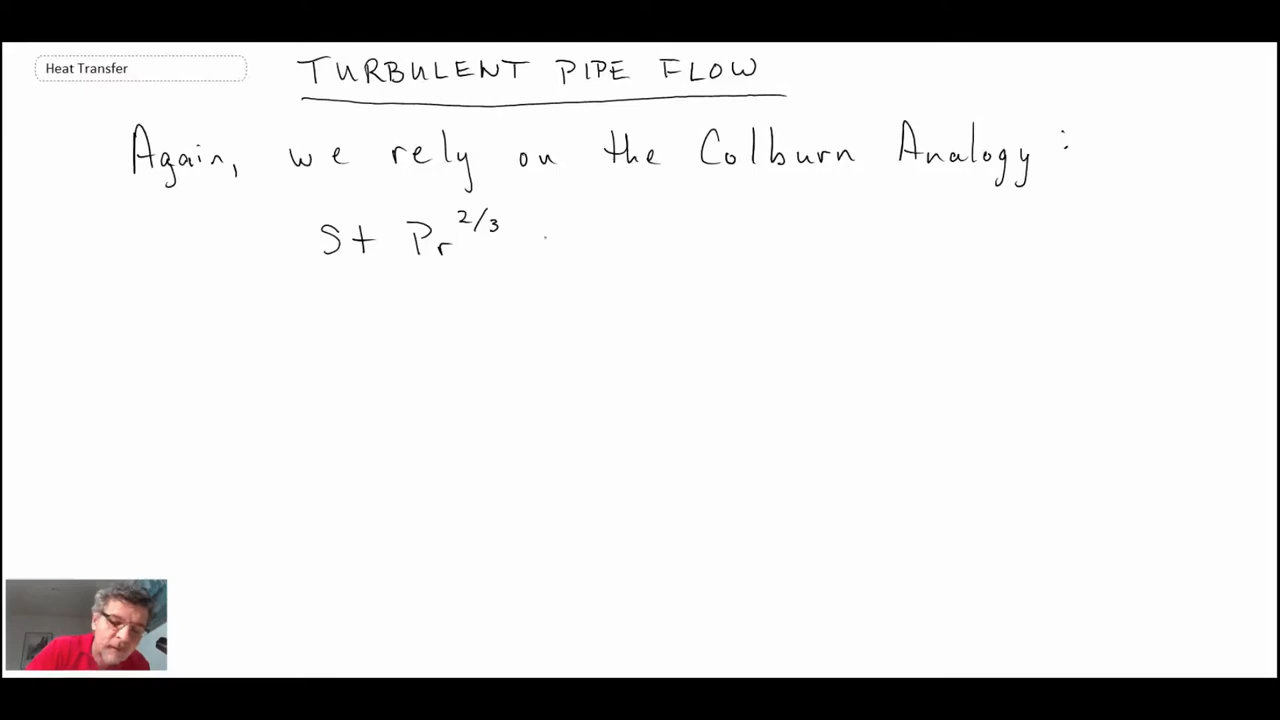 Heat Transfer
TURBULENT PIPE FLOW
Again, we rely on the Colburn Analogy :
St Pr^2/3